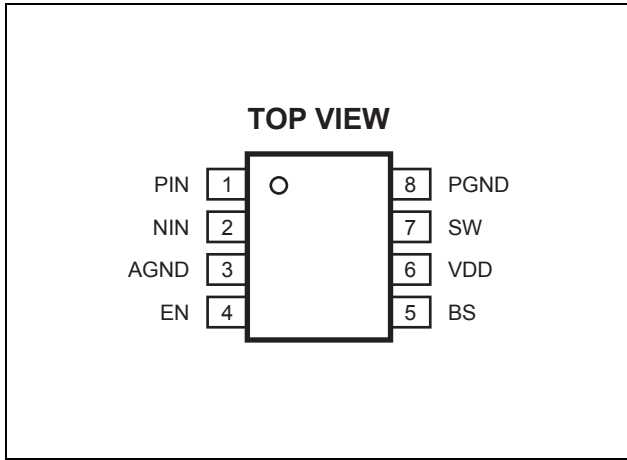 TOP VIEW
PIN 1 8 PGND
NIN 2 7 SW
AGND 3 6 VDD
EN 4 5 BS